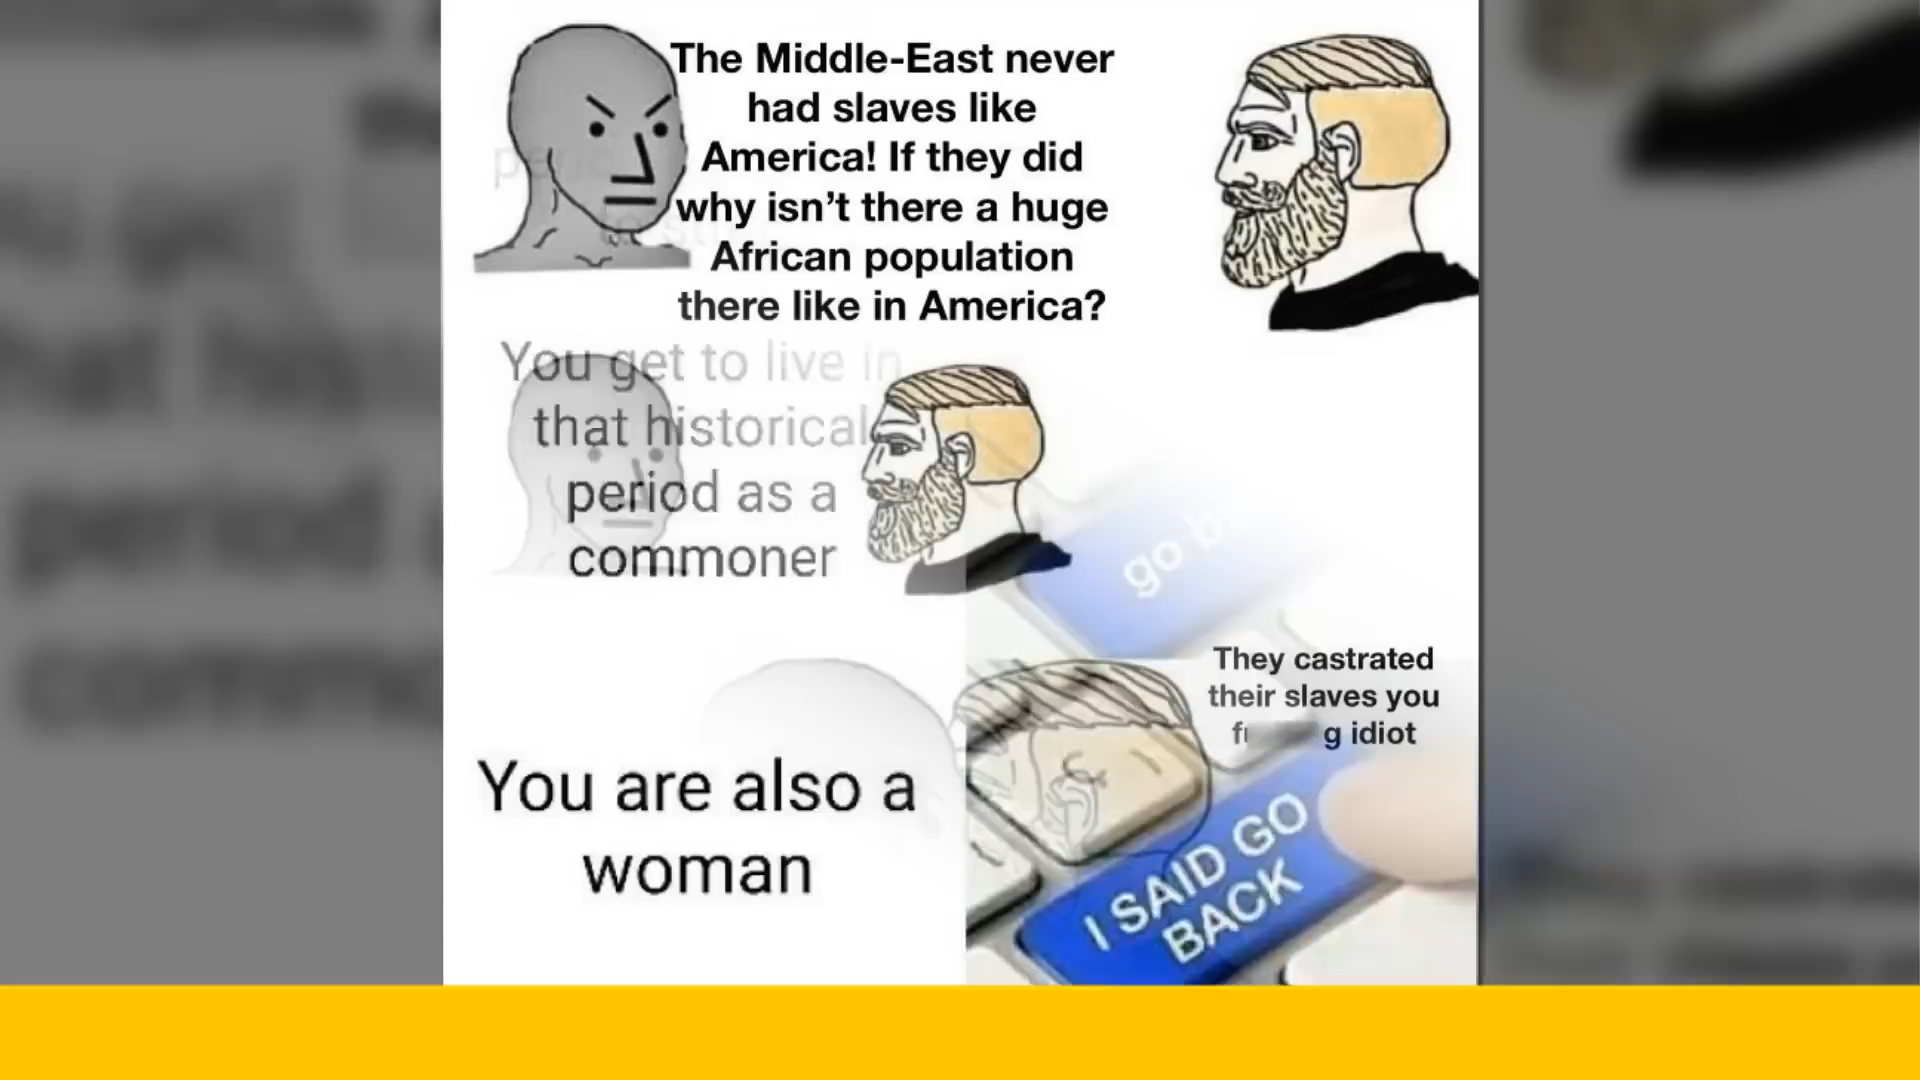 The Middle-East never
had slaves like
America! If they did
why isn't there a huge
African population
there like in America?
You get to live in
that historical
period as a
commoner
go b
They castrated
their slaves you
g idiot
You are also a
woman
I SAID GO
BACK